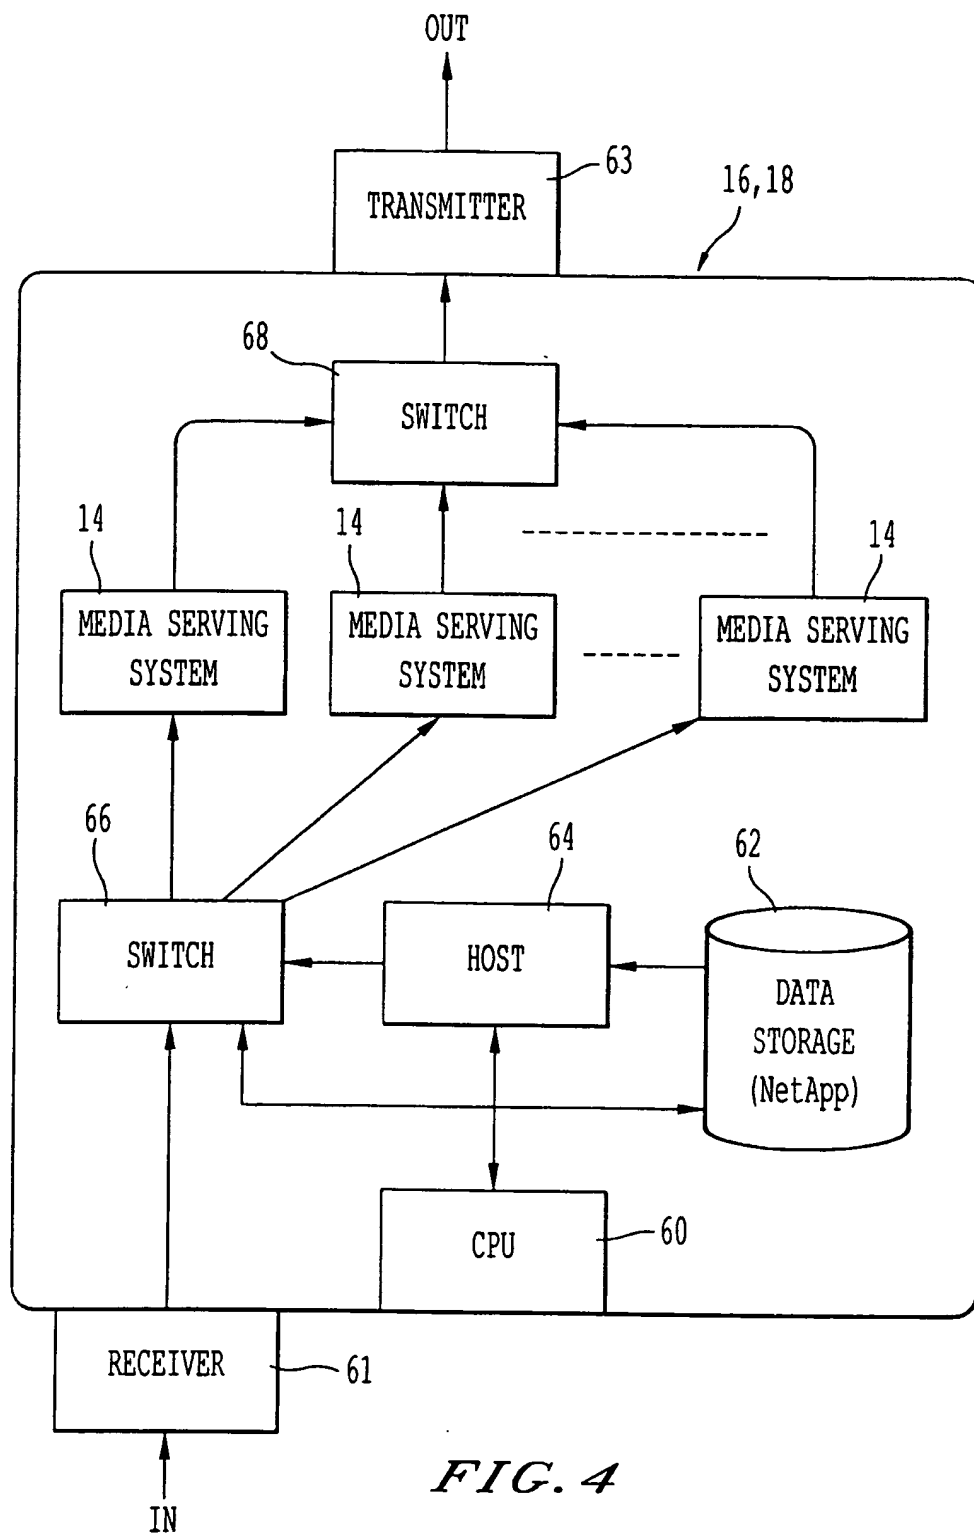 OUT
63
TRANSMITTER
16,18
68
SWITCH
14
14
14
MEDIA SERVING
SYSTEM
MEDIA SERVING
SYSTEM
MEDIA SERVING
SYSTEM
66
64
62
SWITCH
HOST
DATA
STORAGE
(NetApp)
CPU
60
RECEIVER
61
IN
FIG. 4